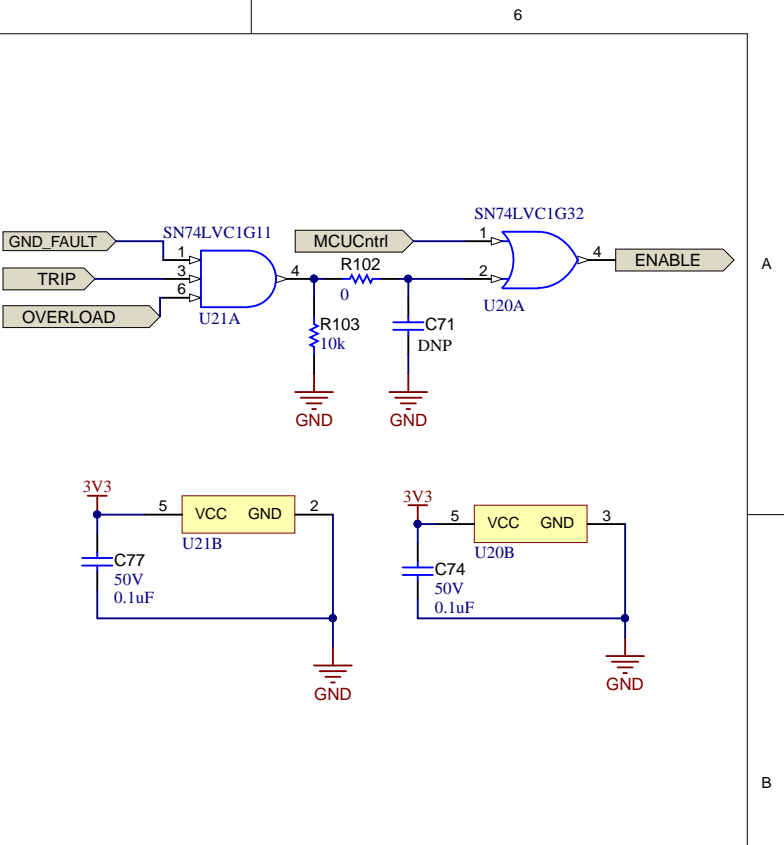 6
A
SN74LVC1G32
SN74LVC1G11
GND_FAULT
1
MCUCntrl
1
TRIP
3
4
R102
0
2
4
ENABLE
OVERLOAD
6
U21A
U20A
R103
10k
C71
DNP
GND
GND
3V3
5
VCC GND
2
U21B
C77
50V
0.1uF
GND
3V3
5
VCC GND
3
U20B
C74
50V
0.1uF
GND
B